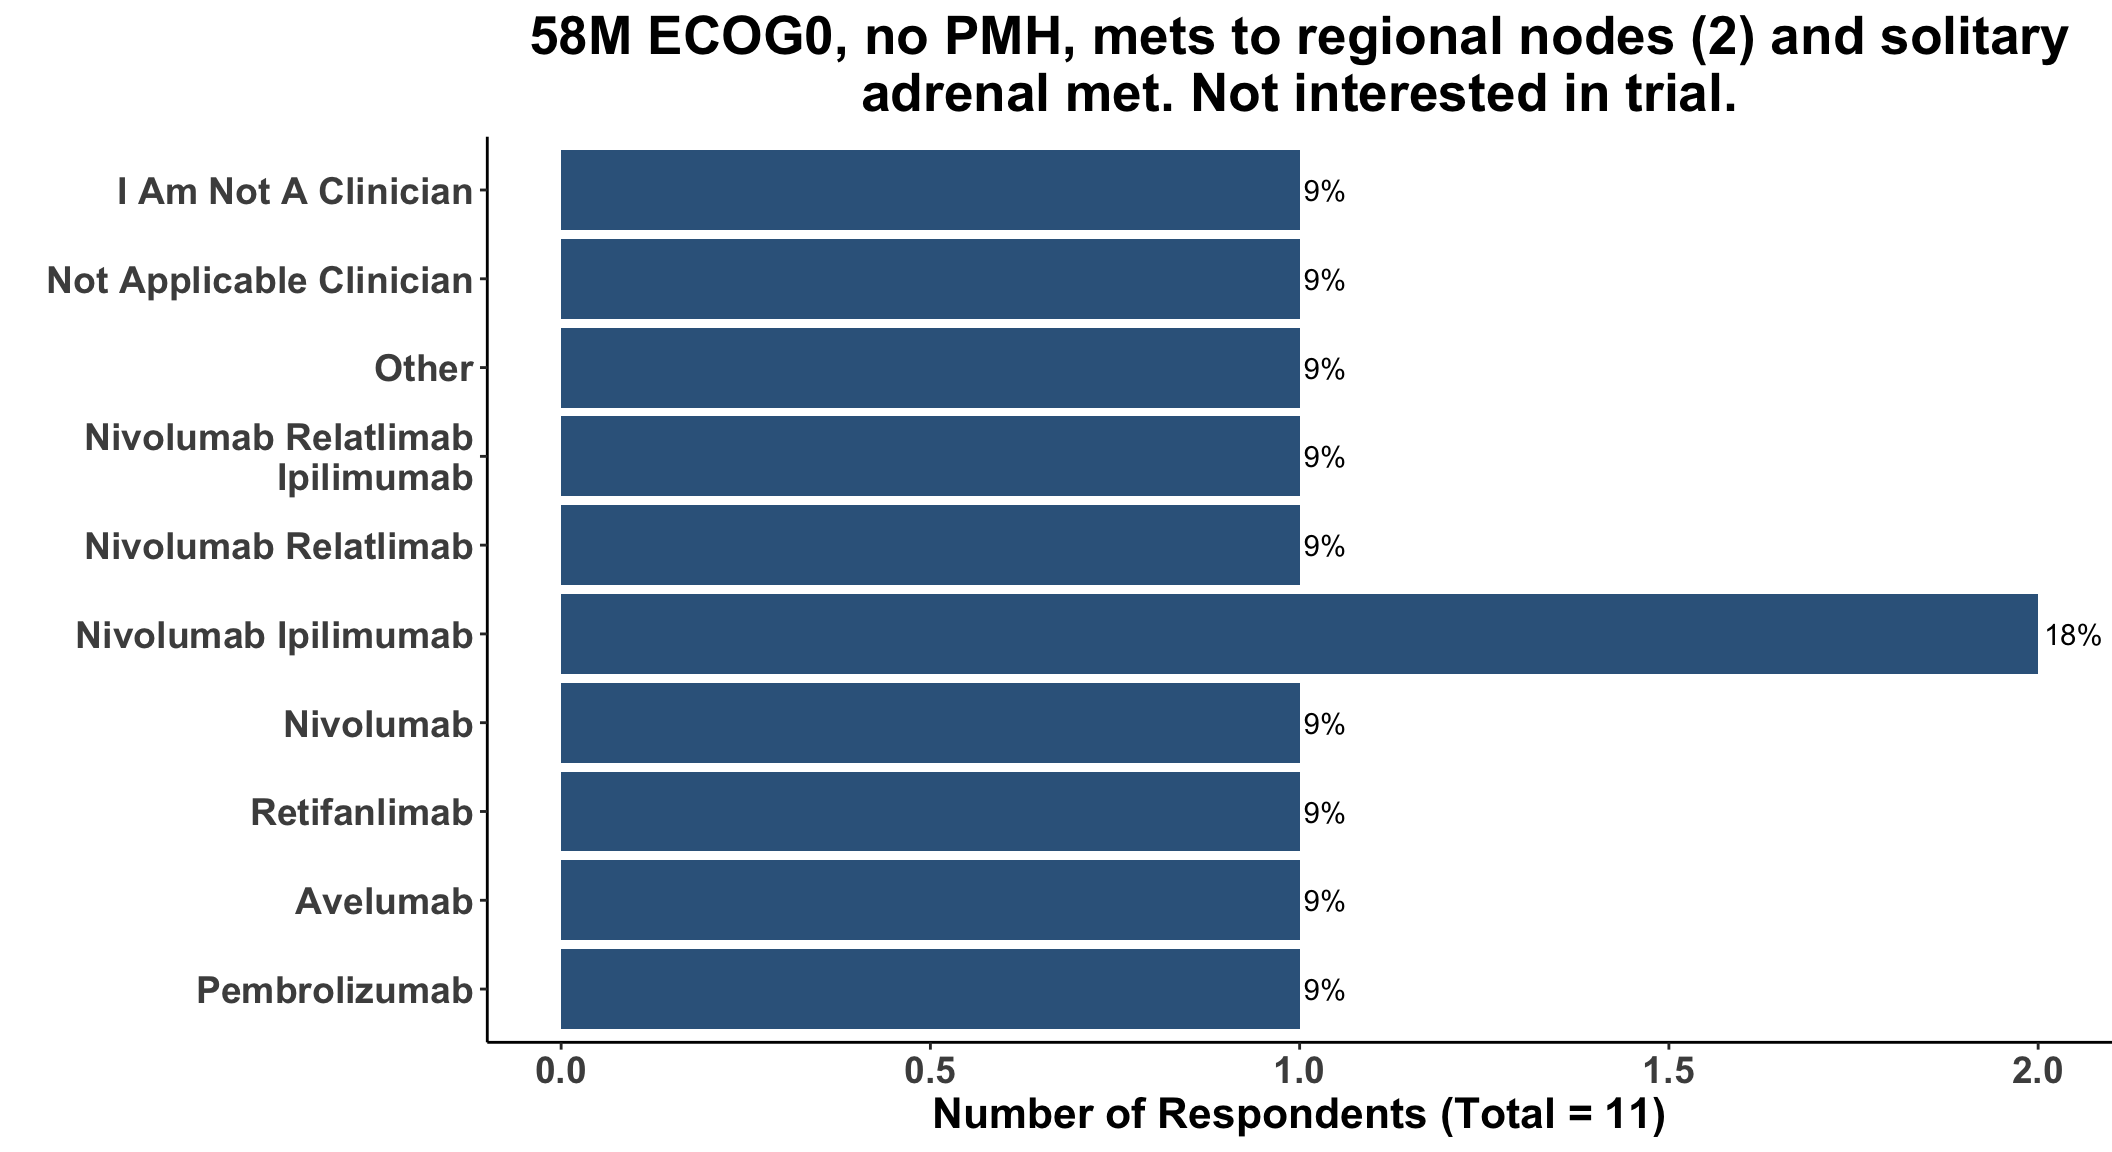 58M ECOG0, no PMH, mets to regional nodes (2) and solitary
adrenal met. Not interested in trial.
I Am Not A Clinician
9%
Not Applicable Clinician
9%
Other
9%
Nivolumab Relatlimab
Ipilimumab
9%
Nivolumab Relatlimab
9%
Nivolumab Ipilimumab
18%
Nivolumab
9%
Retifanlimab
9%
Avelumab
9%
Pembrolizumab
9%
0.0
0.5
1.0
1.5
2.0
Number of Respondents (Total = 11)